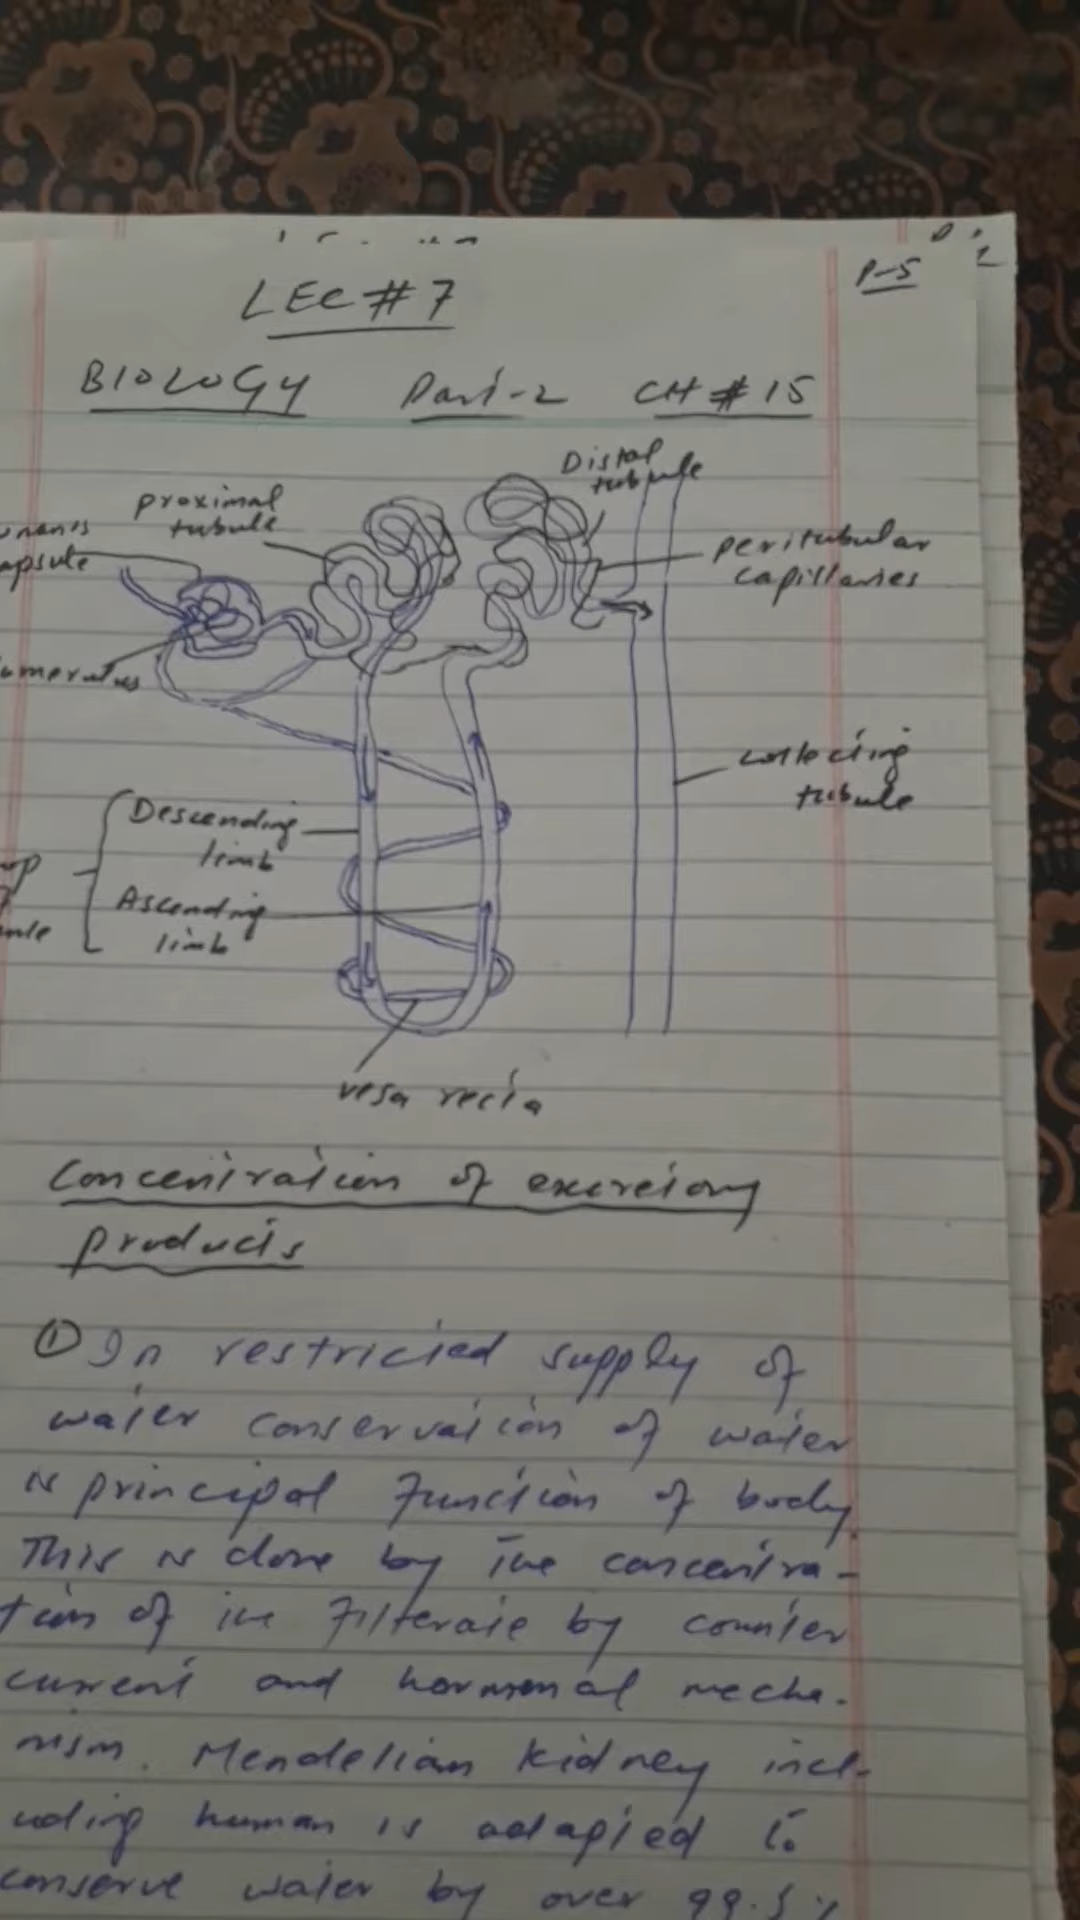 P-5
LEC # 7
BIOLOGY Part-2 CH # 15
Distal
tubule
proximal
tubule
peritubular
capillaries
apsule
collecting
tubule
Descending
limb
Ascending
limb
vesa recta
Concentration of excretory
products
① In restricted supply of
water conservation of water
is principal function of body.
This is done by the concentra-
tion of the filterate by counter
current and hormonal mecha-
nism. Mendelian kidney incl-
uding human is adapted to
conserve water by over 99.5 %